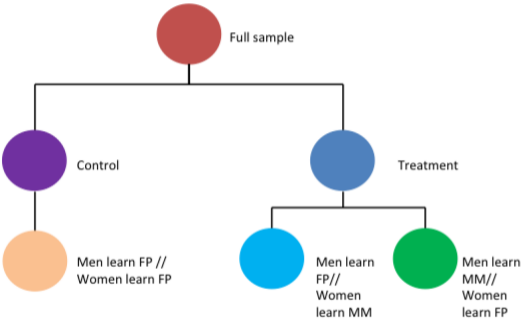 Full sample
Control
Treatment
Men learn FP //
Women learn FP
Men learn
FP//
Women
learn MM
Men learn
MM//
Women
learn FP